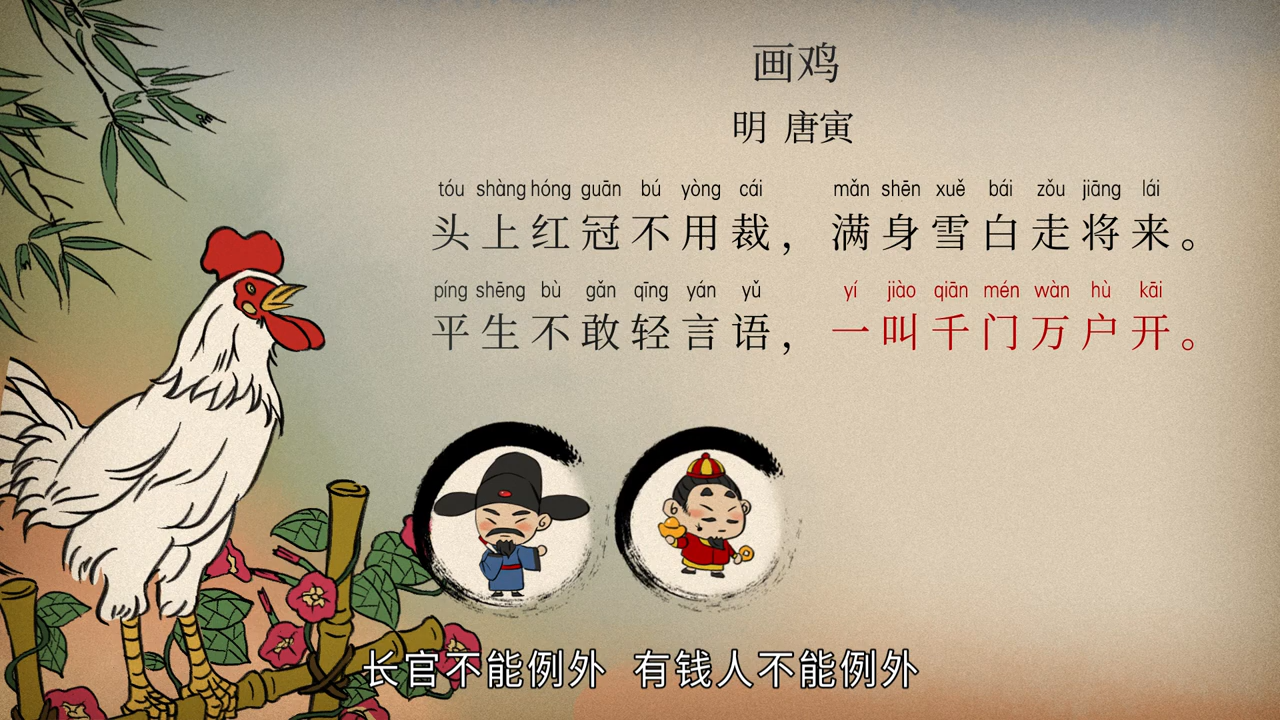 画鸡
明 唐寅
tóu shàng hóng guān bú yòng cái mǎn shēn xuě bái zǒu jiāng lái
头上红冠不用裁，满身雪白走将来。
píng shēng bù gǎn qīng yán yǔ yí jiào qiān mén wàn hù kāi
平生不敢轻言语，一叫千门万户开。
长官不能例外 有钱人不能例外